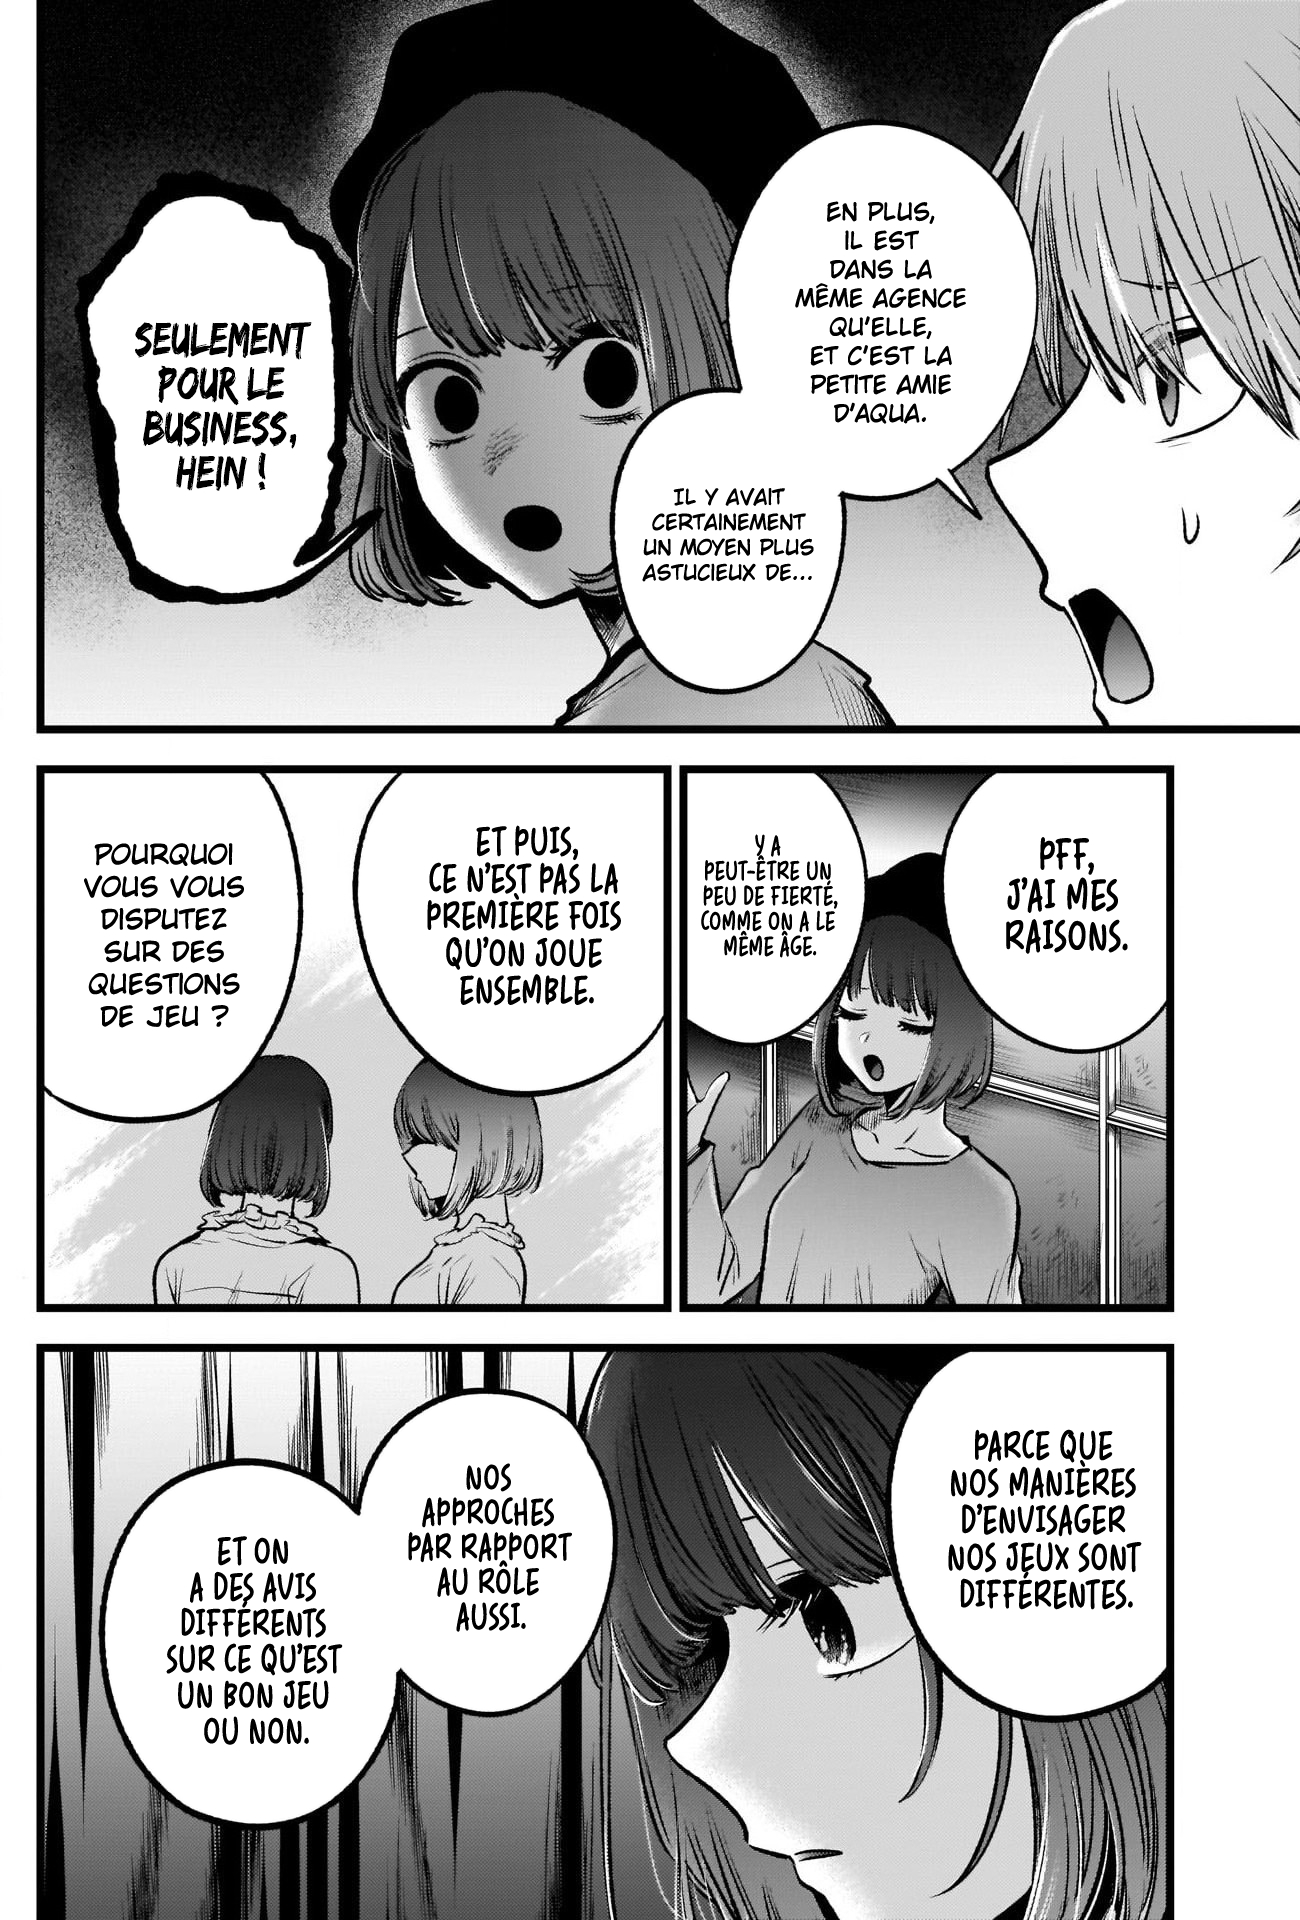 EN PLUS,
IL EST
DANS LA
MÊME AGENCE
QU'ELLE,
ET C'EST LA
PETITE AMIE
D'AQUA.
IL Y AVAIT
CERTAINEMENT
UN MOYEN PLUS
ASTUCIEUX DE...
SEULEMENT
POUR LE
BUSINESS,
HEIN !
PFF,
J'AI MES
RAISONS.
Y A
PEUT-ÊTRE UN
PEU DE FIERTÉ,
COMME ON A LE
MÊME ÂGE.
ET PUIS,
CE N'EST PAS LA
PREMIÈRE FOIS
QU'ON JOUE
ENSEMBLE.
POURQUOI
VOUS VOUS
DISPUTEZ
SUR DES
QUESTIONS
DE JEU ?
PARCE QUE
NOS MANIÈRES
D'ENVISAGER
NOS JEUX SONT
DIFFÉRENTES.
NOS
APPROCHES
PAR RAPPORT
AU RÔLE
AUSSI.
ET ON
A DES AVIS
DIFFÉRENTS
SUR CE QU'EST
UN BON JEU
OU NON.